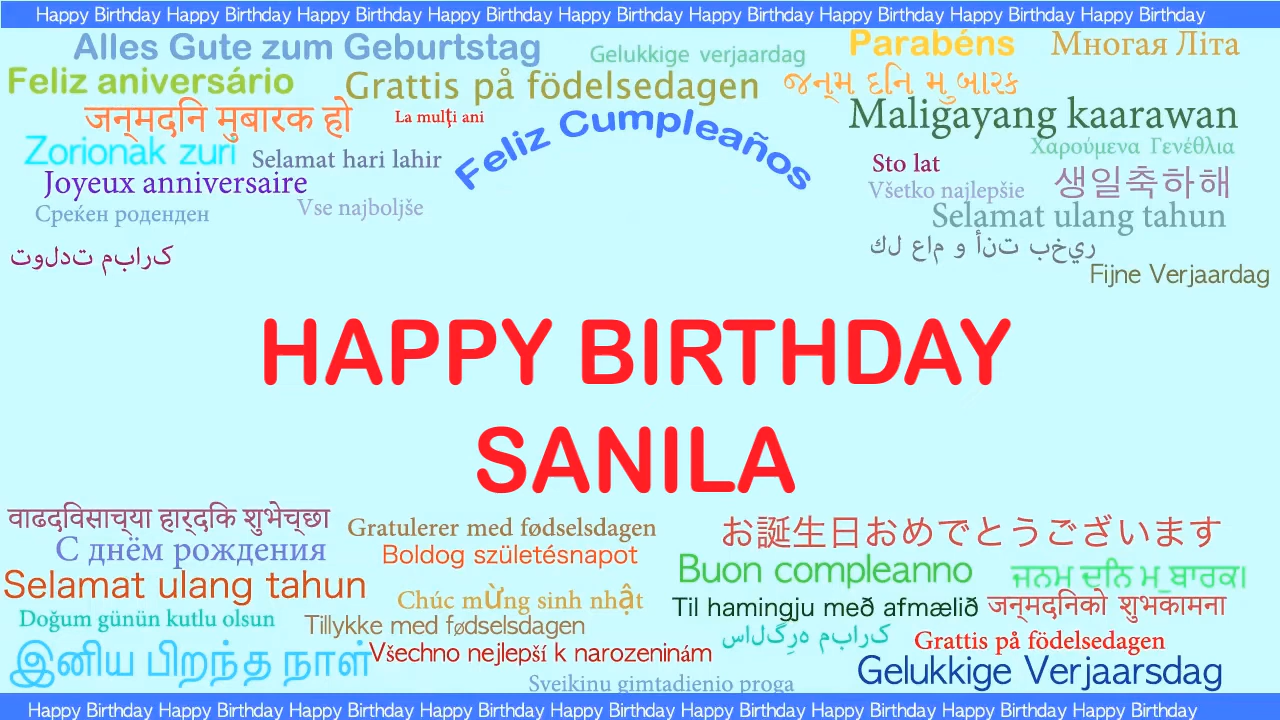 Happy Birthday Happy Birthday Happy Birthday Happy Birthday Happy Birthday Happy Birthday Happy Birthday Happy Birthday Happy Birthday
Alles Gute zum Geburtstag
Gelukkige verjaardag
Parabéns
Многая Літа
Feliz aniversário
Grattis på födelsedagen
જન્મ દિન મુબારક
जन्मदिन मुबारक हो
La mulţi ani
Feliz Cumpleaños
Maligayang kaarawan
Zorionak zuri
Selamat hari lahir
Sto lat
Χαρούμενα Γενέθλια
Joyeux anniversaire
Všetko najlepšie
생일축하해
Среќен роденден
Vse najboljše
Selamat ulang tahun
تولدت مبارک
كل عام و أنت بخير
Fijne Verjaardag
HAPPY BIRTHDAY
SANILA
वाढदिवसाच्या हार्दिक शुभेच्छा
Gratulerer med fødselsdagen
お誕生日おめでとうございます
С днём рождения
Boldog születésnapot
Buon compleanno
ਜਨਮ ਦਿਨ ਮੁਬਾਰਕ।
Selamat ulang tahun
Chúc mừng sinh nhật
Til hamingju með afmælið
जन्मदिनको शुभकामना
Doğum günün kutlu olsun
Tillykke med fødselsdagen
سالگرہ مبارک
Grattis på födelsedagen
இனிய பிறந்த நாள்
Všechno nejlepší k narozeninám
Gelukkige Verjaarsdag
Sveikinu gimtadienio proga
Happy Birthday Happy Birthday Happy Birthday Happy Birthday Happy Birthday Happy Birthday Happy Birthday Happy Birthday Happy Birthday